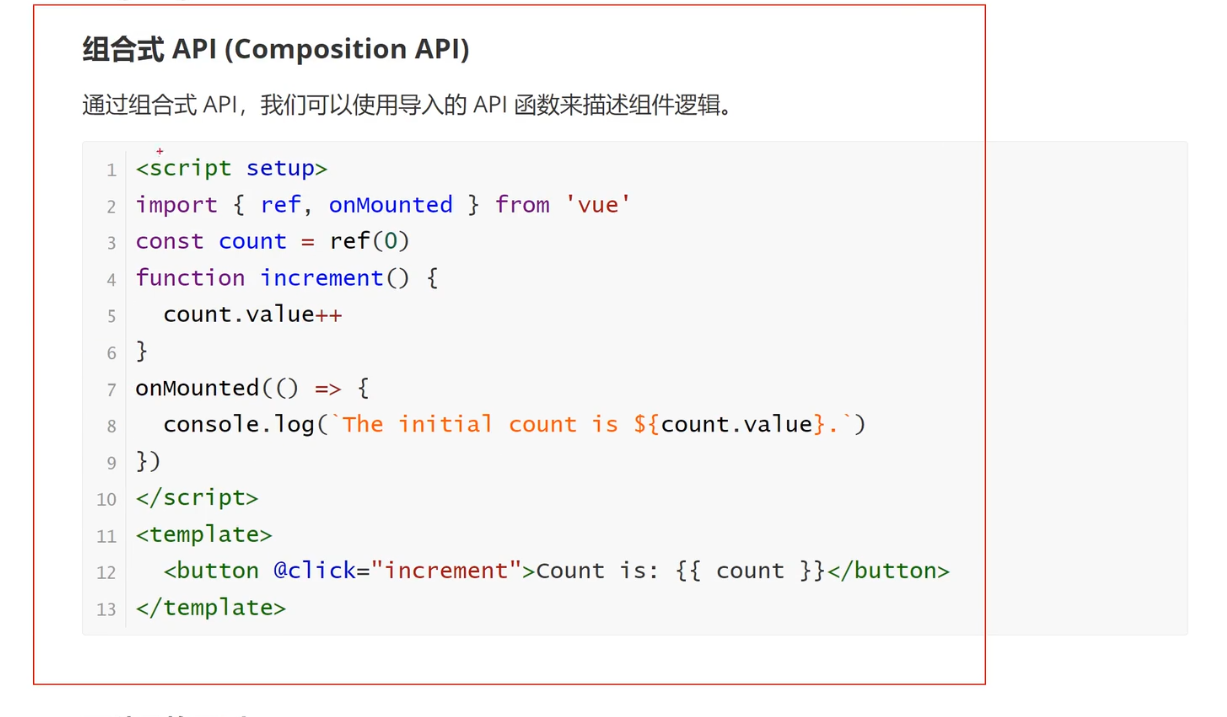 组合式 API (Composition API)
通过组合式 API，我们可以使用导入的 API 函数来描述组件逻辑。
1 <script setup>
2 import { ref, onMounted } from 'vue'
3 const count = ref(0)
4 function increment() {
5   count.value++
6 }
7 onMounted(() => {
8   console.log(`The initial count is ${count.value}.`)
9 })
10 </script>
11 <template>
12   <button @click="increment">Count is: {{ count }}</button>
13 </template>